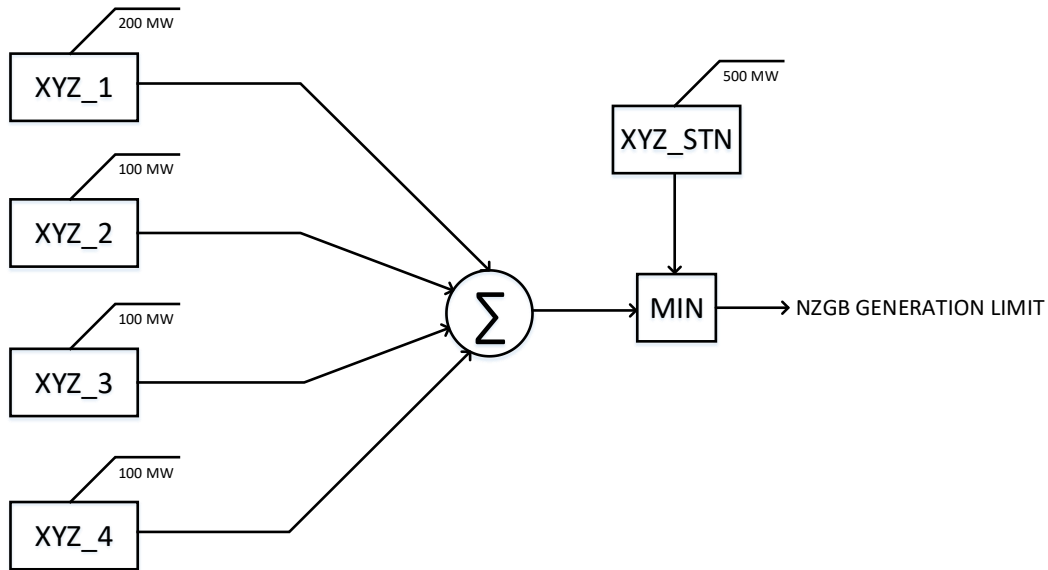 200 MW
XYZ_1
500 MW
XYZ_STN
100 MW
XYZ_2
Σ
MIN
NZGB GENERATION LIMIT
100 MW
XYZ_3
100 MW
XYZ_4